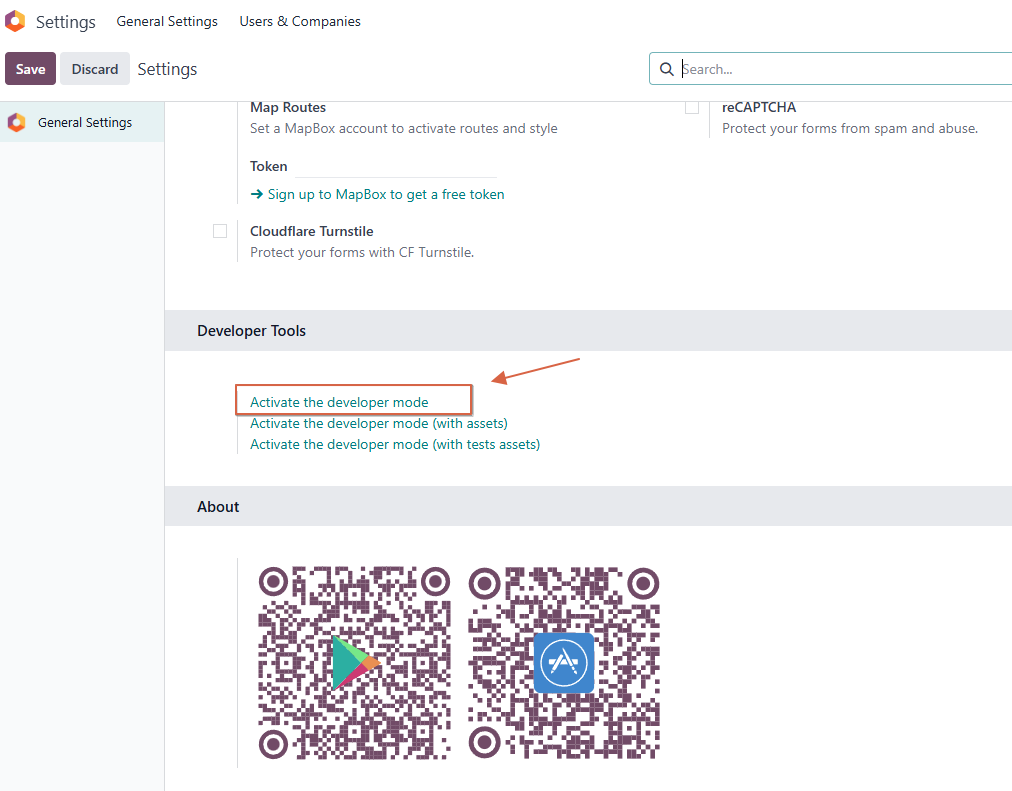 Settings General Settings Users & Companies
Save Discard Settings Search...
General Settings
Map Routes
Set a MapBox account to activate routes and style
Token
Sign up to MapBox to get a free token
reCAPTCHA
Protect your forms from spam and abuse.
Cloudflare Turnstile
Protect your forms with CF Turnstile.
Developer Tools
Activate the developer mode
Activate the developer mode (with assets)
Activate the developer mode (with tests assets)
About